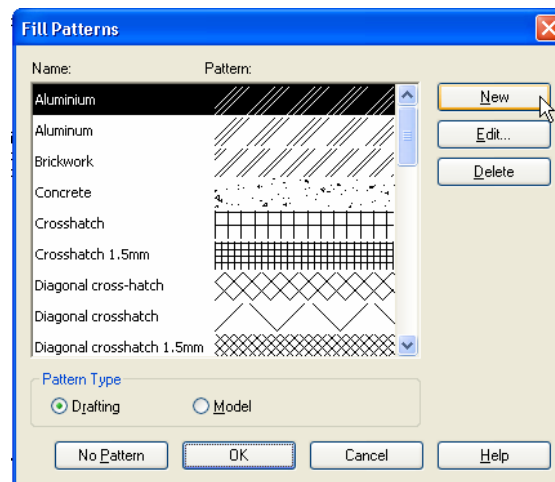 Fill Patterns
Name: Pattern:
Aluminium
New
Aluminum
Edit...
Brickwork
Delete
Concrete
Crosshatch
Crosshatch 1.5mm
Diagonal cross-hatch
Diagonal crosshatch
Diagonal crosshatch 1.5mm
Pattern Type
Drafting Model
No Pattern OK Cancel Help